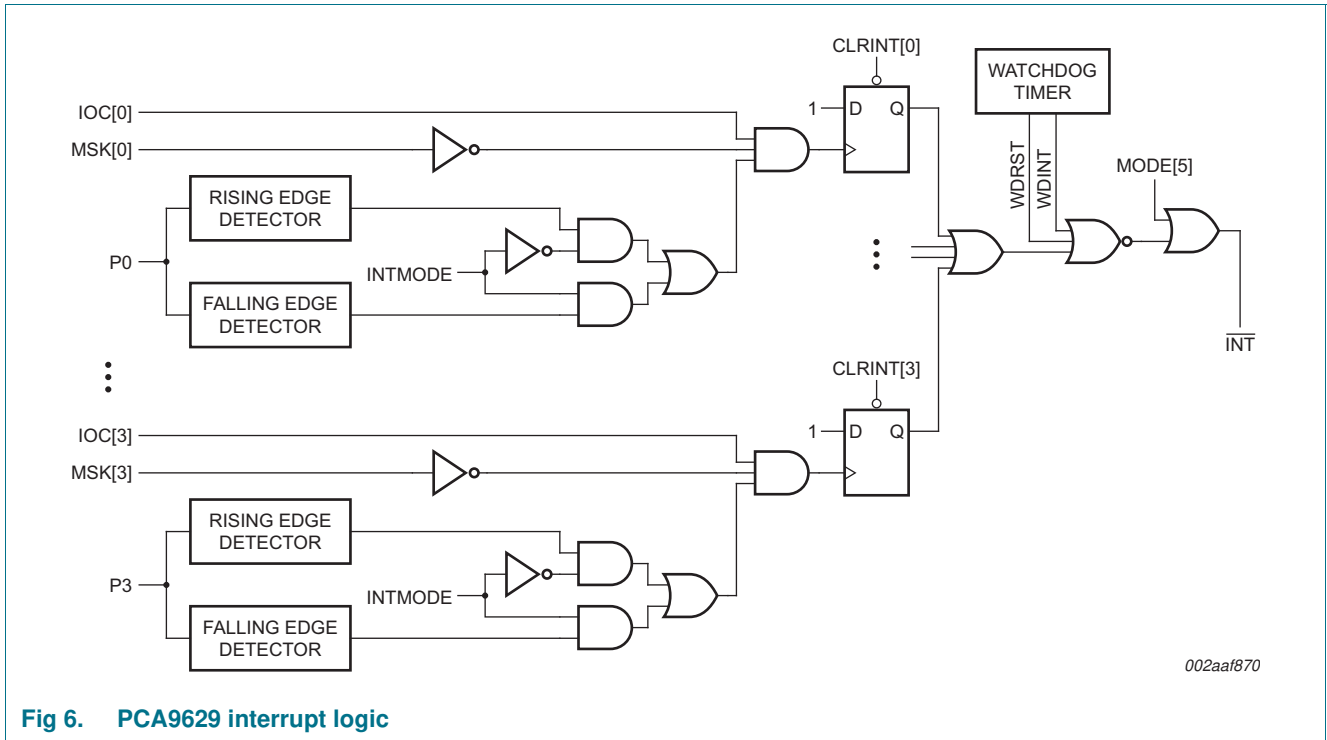 CLRINT[0]
WATCHDOG
TIMER
IOC[0]
1
D
Q
MSK[0]
WDRST
WDINT
MODE[5]
RISING EDGE
DETECTOR
P0
INTMODE
FALLING EDGE
DETECTOR
INT
CLRINT[3]
IOC[3]
1
D
Q
MSK[3]
RISING EDGE
DETECTOR
P3
INTMODE
FALLING EDGE
DETECTOR
002aaf870
Fig 6. PCA9629 interrupt logic